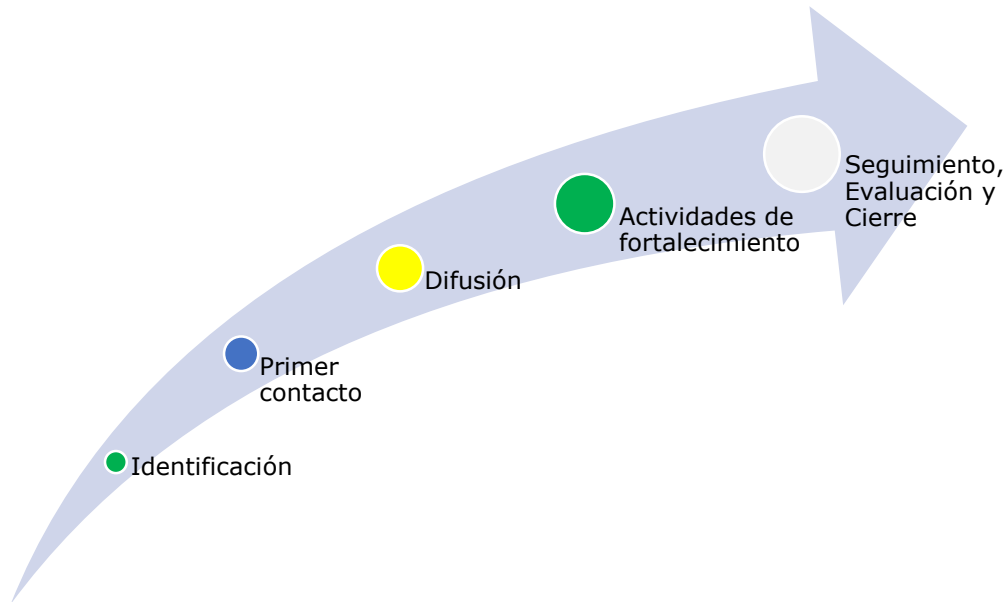 Identificación
Primer
contacto
Difusión
Actividades de
fortalecimiento
Seguimiento,
Evaluación y
Cierre